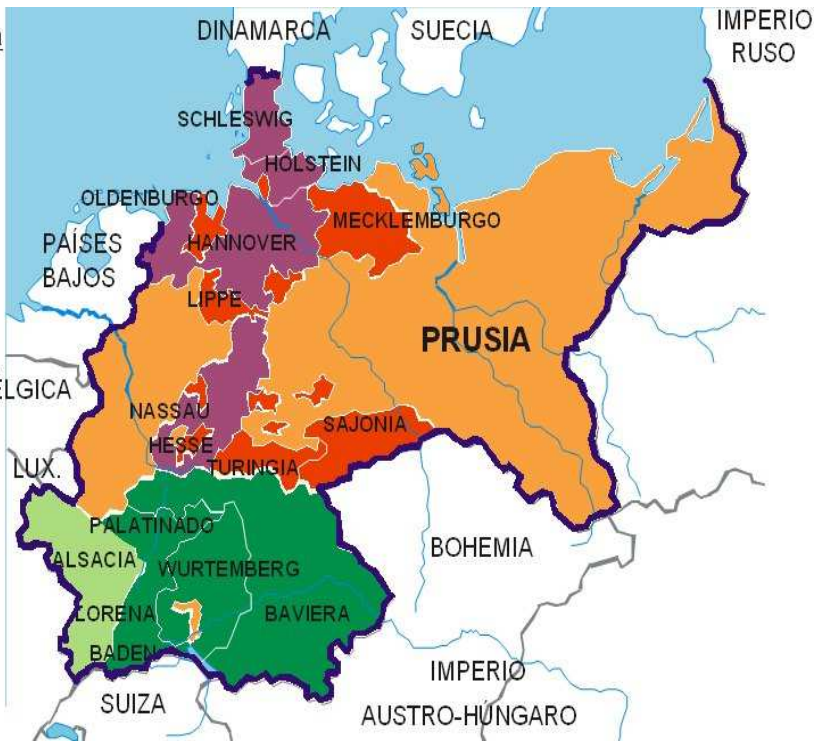 DINAMARCA
SUECIA
IMPERIO
RUSO
SCHLESWIG
HOLSTEIN
OLDENBURGO
MECKLEMBURGO
HANNOVER
PAÍSES
BAJOS
LIPPE
PRUSIA
ELGICA
NASSAU
SAJONIA
HESSE
TURINGIA
LUX.
PALATINADO
ALSACIA
WURTEMBERG
BOHEMIA
LORENA
BAVIERA
BADEN
IMPERIO
AUSTRO-HÚNGARO
SUIZA